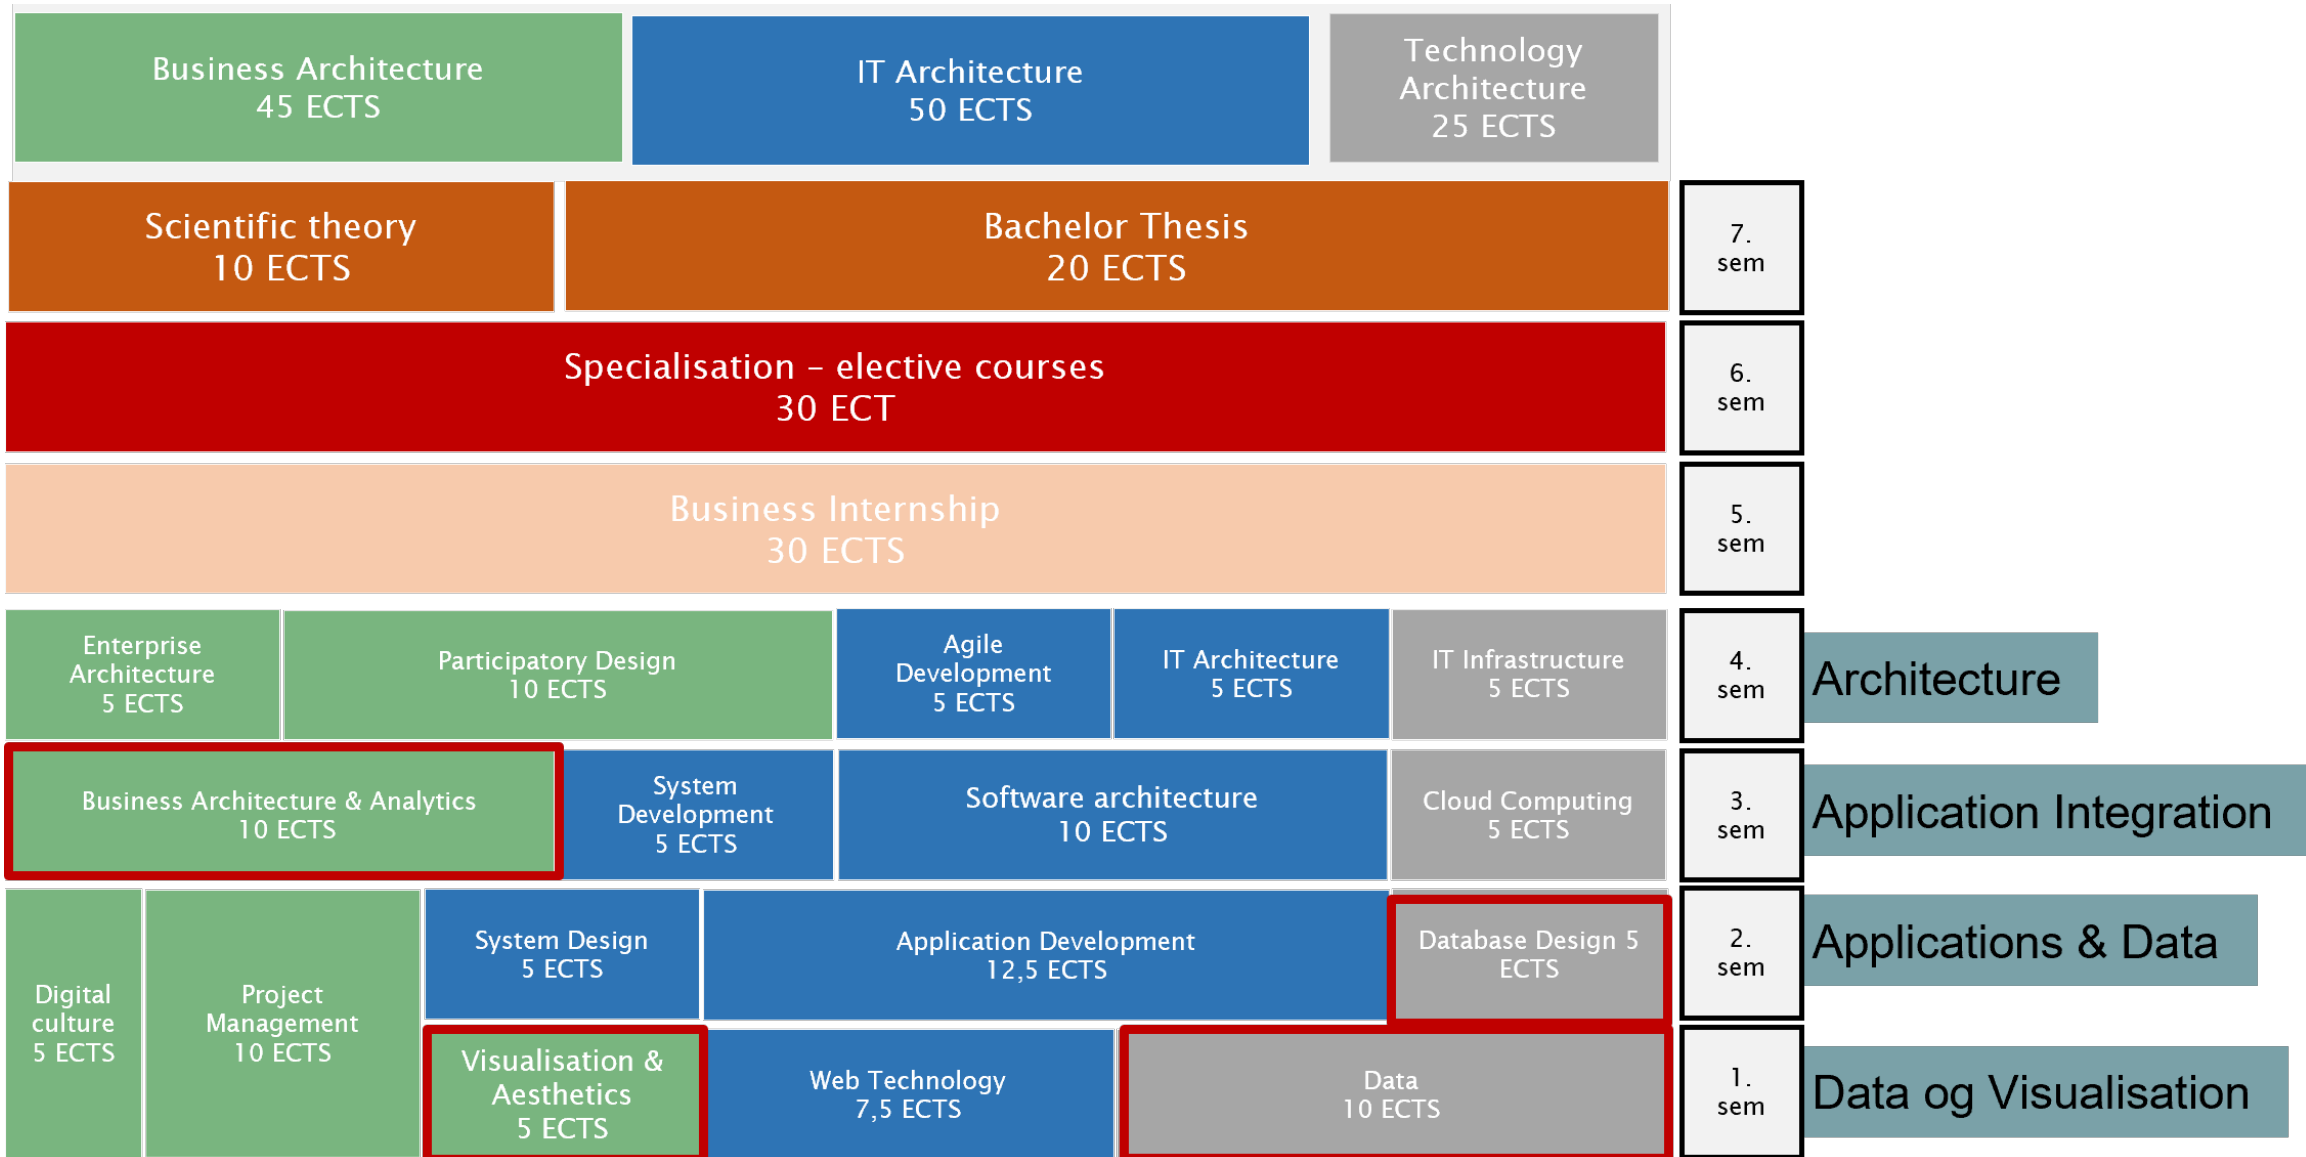 Business Architecture
45 ECTS
IT Architecture
50 ECTS
Technology
Architecture
25 ECTS
Scientific theory
10 ECTS
Bachelor Thesis
20 ECTS
7.
sem
Specialisation – elective courses
30 ECT
6.
sem
Business Internship
30 ECTS
5.
sem
Enterprise
Architecture
5 ECTS
Participatory Design
10 ECTS
Agile
Development
5 ECTS
IT Architecture
5 ECTS
IT Infrastructure
5 ECTS
4.
sem
Architecture
Business Architecture & Analytics
10 ECTS
System
Development
5 ECTS
Software architecture
10 ECTS
Cloud Computing
5 ECTS
3.
sem
Application Integration
Digital
culture
5 ECTS
Project
Management
10 ECTS
System Design
5 ECTS
Application Development
12,5 ECTS
Database Design 5
ECTS
2.
sem
Applications & Data
Visualisation &
Aesthetics
5 ECTS
Web Technology
7,5 ECTS
Data
10 ECTS
1.
sem
Data og Visualisation